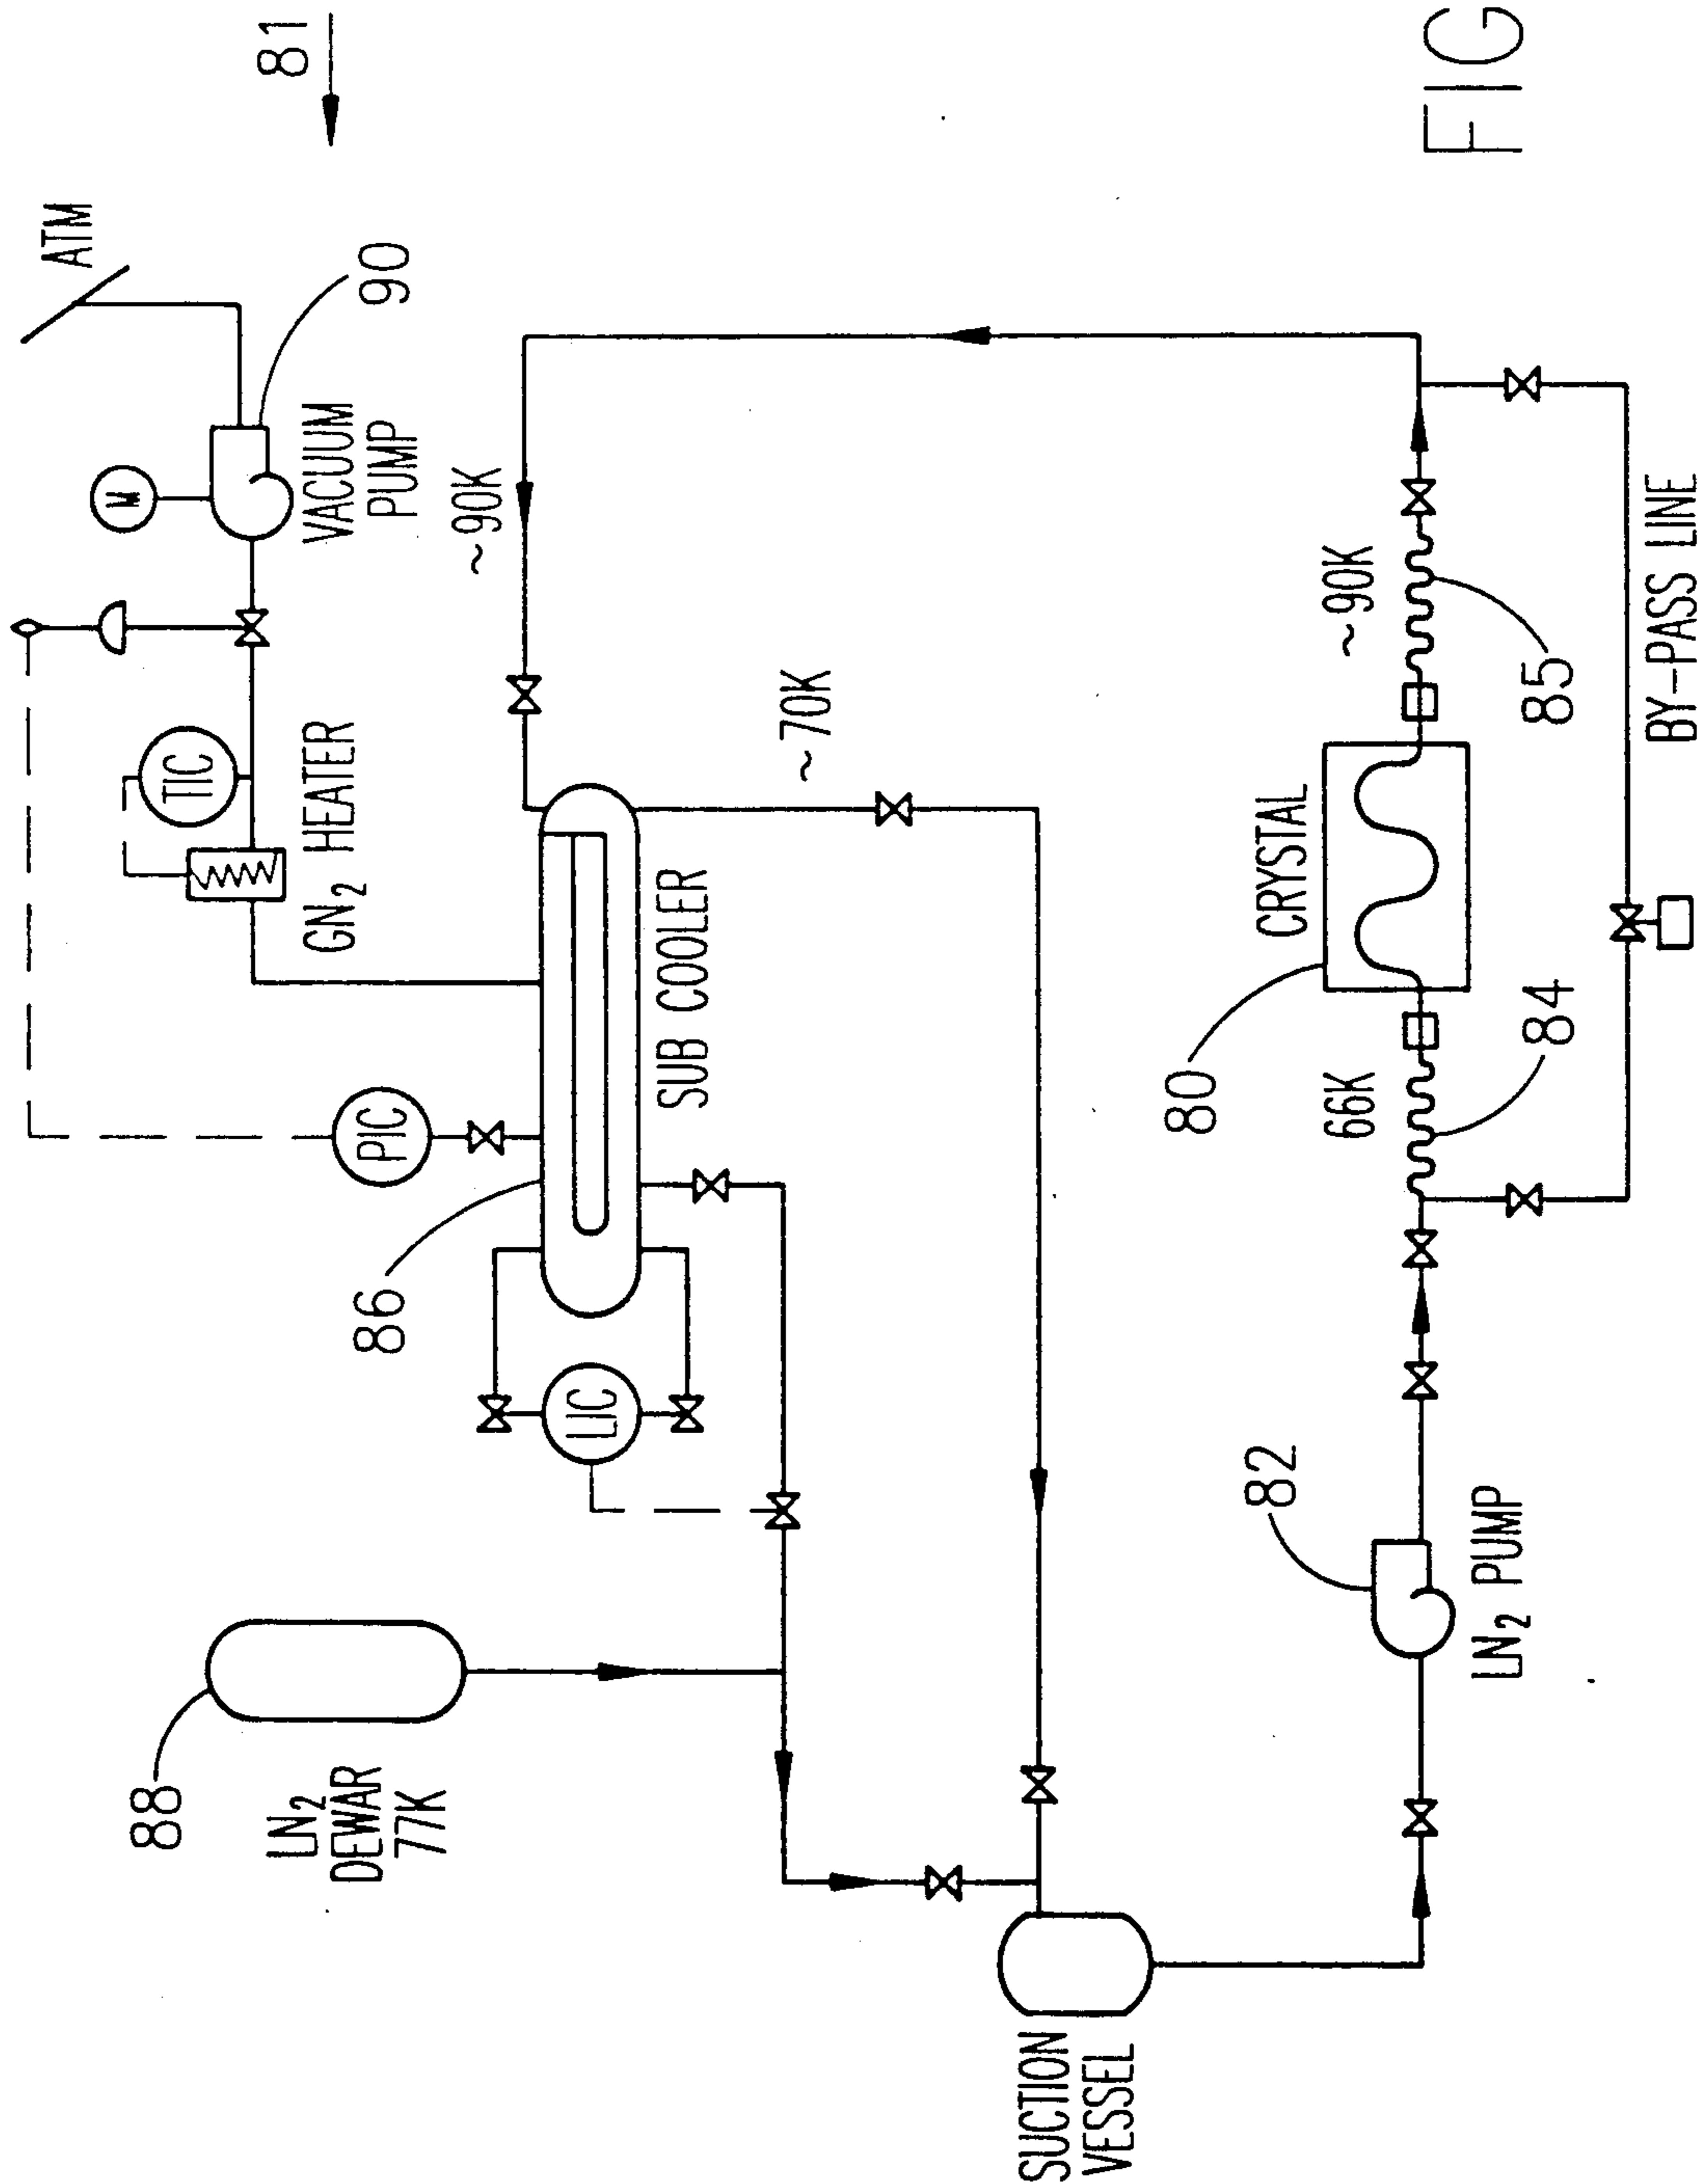 81
ATM
90
M
VACUUM
PUMP
~90K
TIC
GN2 HEATER
PIC
86
SUB COOLER
~70K
LIC
88
LN2
DEWAR
77K
SUCTION
VESSEL
82
LN2 PUMP
80
CRYSTAL
66K
84
~90K
85
BY-PASS LINE
FIG